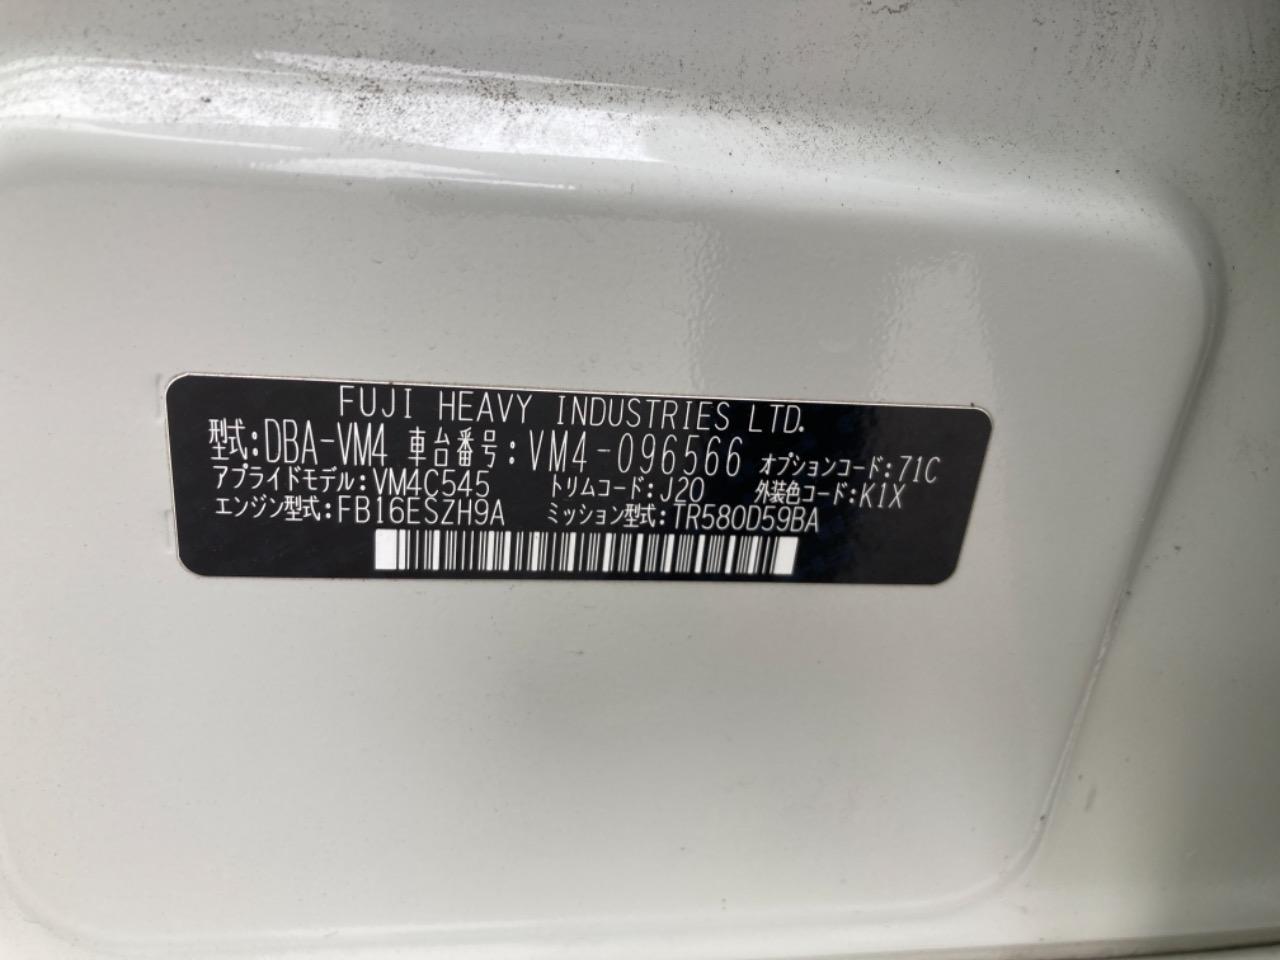 FUJI HEAVY INDUSTRIES LTD.
型式:DBA-VM4 車台番号:VM4-096566 オプションコード:71C
アプライドモデル:VM4C545 トリムコード:J20 外装色コード:K1X
エンジン型式:FB16ESZH9A ミッション型式:TR580D59BA